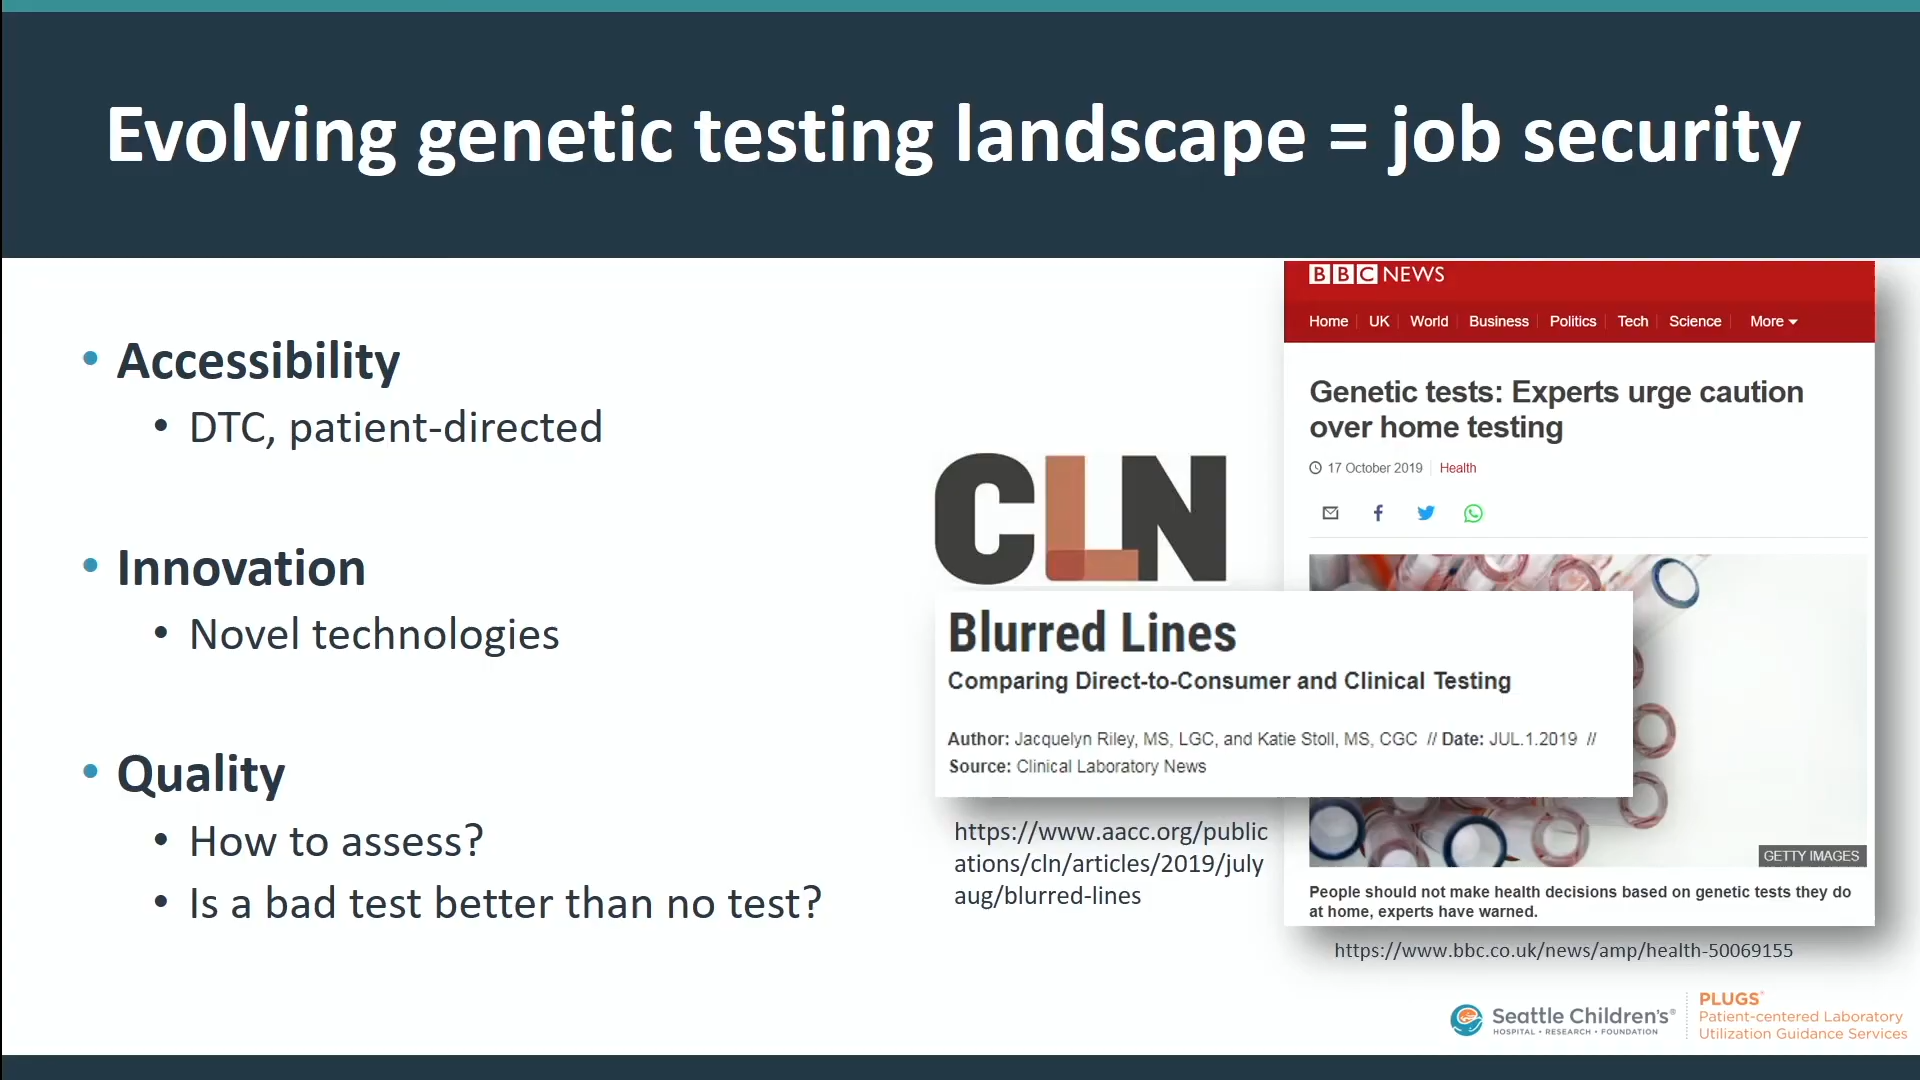 Evolving genetic testing landscape = job security
• Accessibility
• DTC, patient-directed
• Innovation
• Novel technologies
• Quality
• How to assess?
• Is a bad test better than no test?
CLN
Blurred Lines
Comparing Direct-to-Consumer and Clinical Testing
Author: Jacquelyn Riley, MS, LGC, and Katie Stoll, MS, CGC // Date: JUL.1.2019 //
Source: Clinical Laboratory News
https://www.aacc.org/public
ations/cln/articles/2019/july
aug/blurred-lines
BBC NEWS
Home UK World Business Politics Tech Science More
Genetic tests: Experts urge caution
over home testing
17 October 2019 Health
GETTY IMAGES
People should not make health decisions based on genetic tests they do
at home, experts have warned.
https://www.bbc.co.uk/news/amp/health-50069155
Seattle Children's®
HOSPITAL • RESEARCH • FOUNDATION
PLUGS®
Patient-centered Laboratory
Utilization Guidance Services